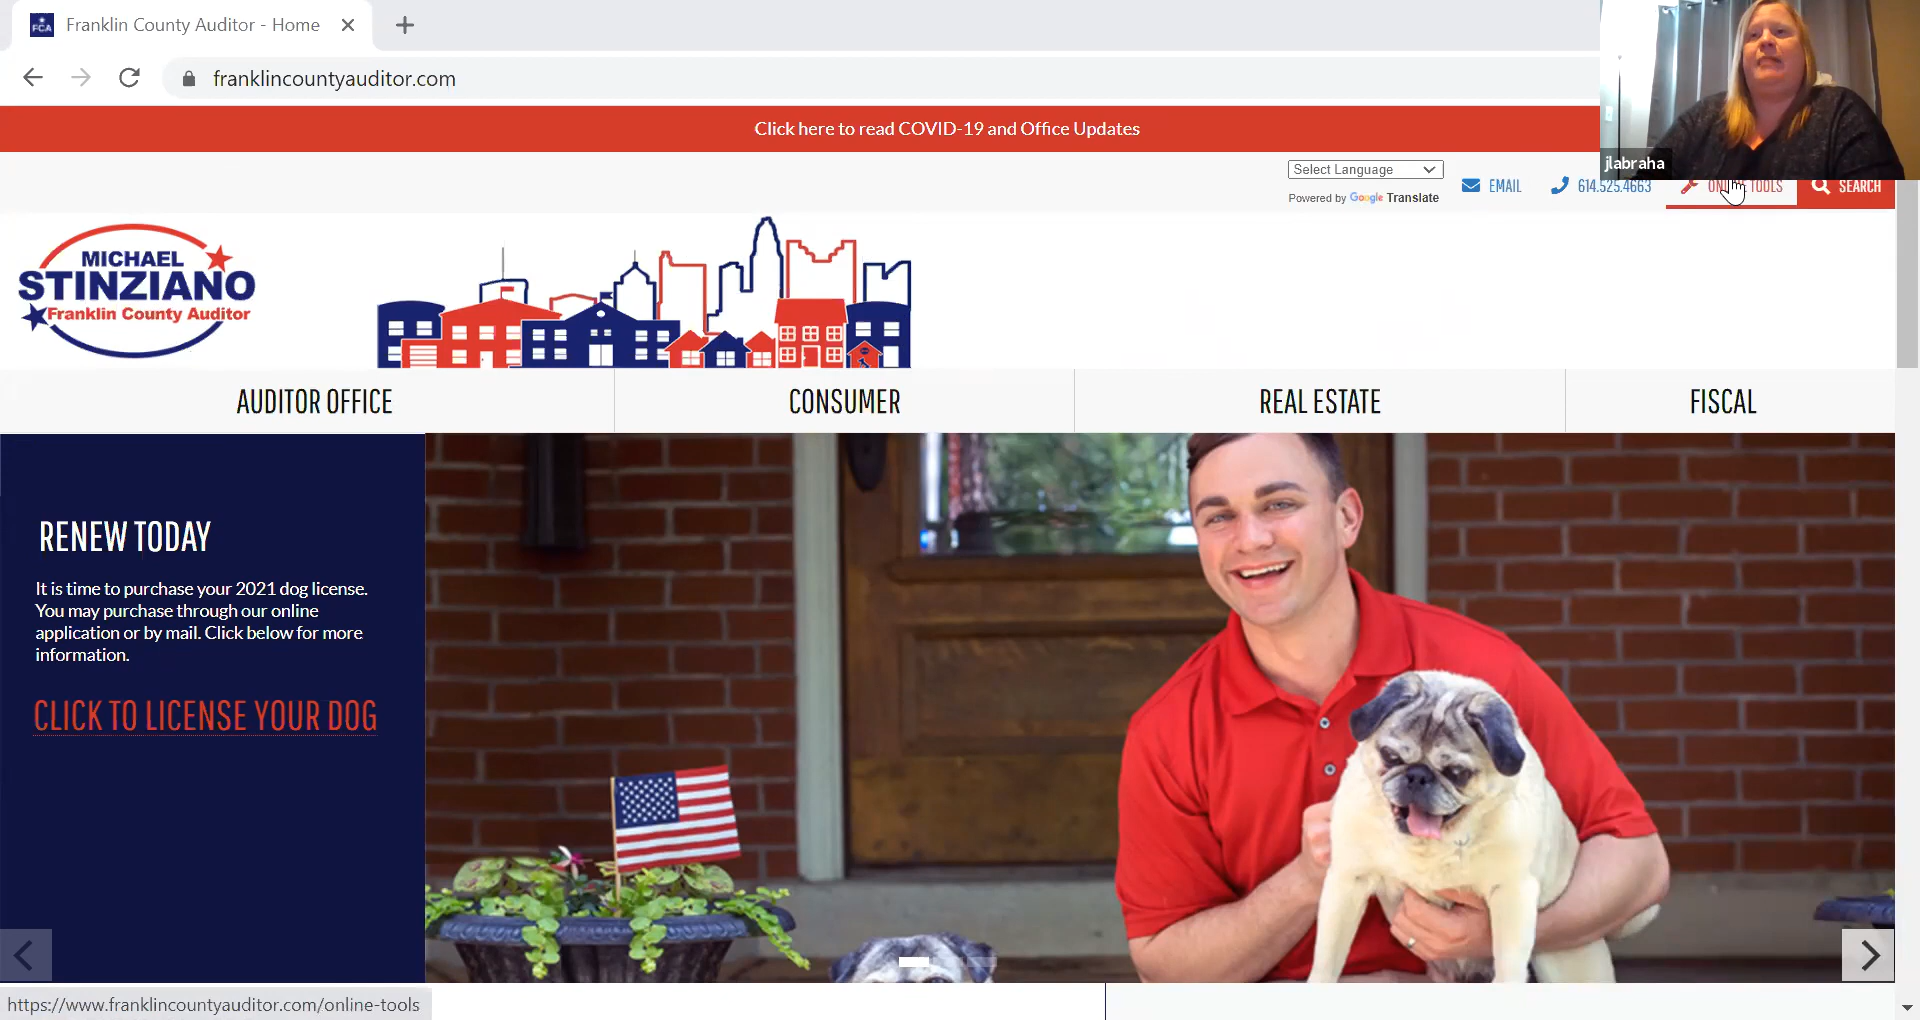 FCA
Franklin County Auditor - Home
franklincountyauditor.com
Click here to read COVID-19 and Office Updates
jlabraha
Select Language
Powered by Google Translate
EMAIL
614.525.4663
ONLINE TOOLS
SEARCH
MICHAEL
STINZIANO
Franklin County Auditor
AUDITOR OFFICE
CONSUMER
REAL ESTATE
FISCAL
RENEW TODAY
It is time to purchase your 2021 dog license.
You may purchase through our online
application or by mail. Click below for more
information.
CLICK TO LICENSE YOUR DOG
https://www.franklincountyauditor.com/online-tools